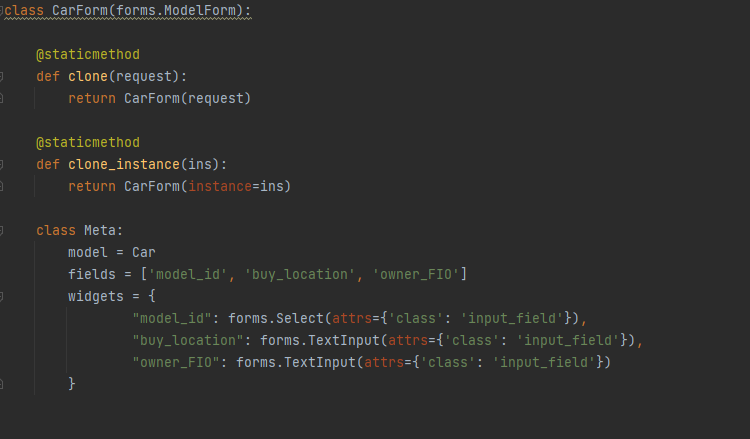 class CarForm(forms.ModelForm):
@staticmethod
def clone(request):
return CarForm(request)
@staticmethod
def clone_instance(ins):
return CarForm(instance=ins)
class Meta:
model = Car
fields = ['model_id', 'buy_location', 'owner_FIO']
widgets = {
"model_id": forms.Select(attrs={'class': 'input_field'}),
"buy_location": forms.TextInput(attrs={'class': 'input_field'}),
"owner_FIO": forms.TextInput(attrs={'class': 'input_field'})
}